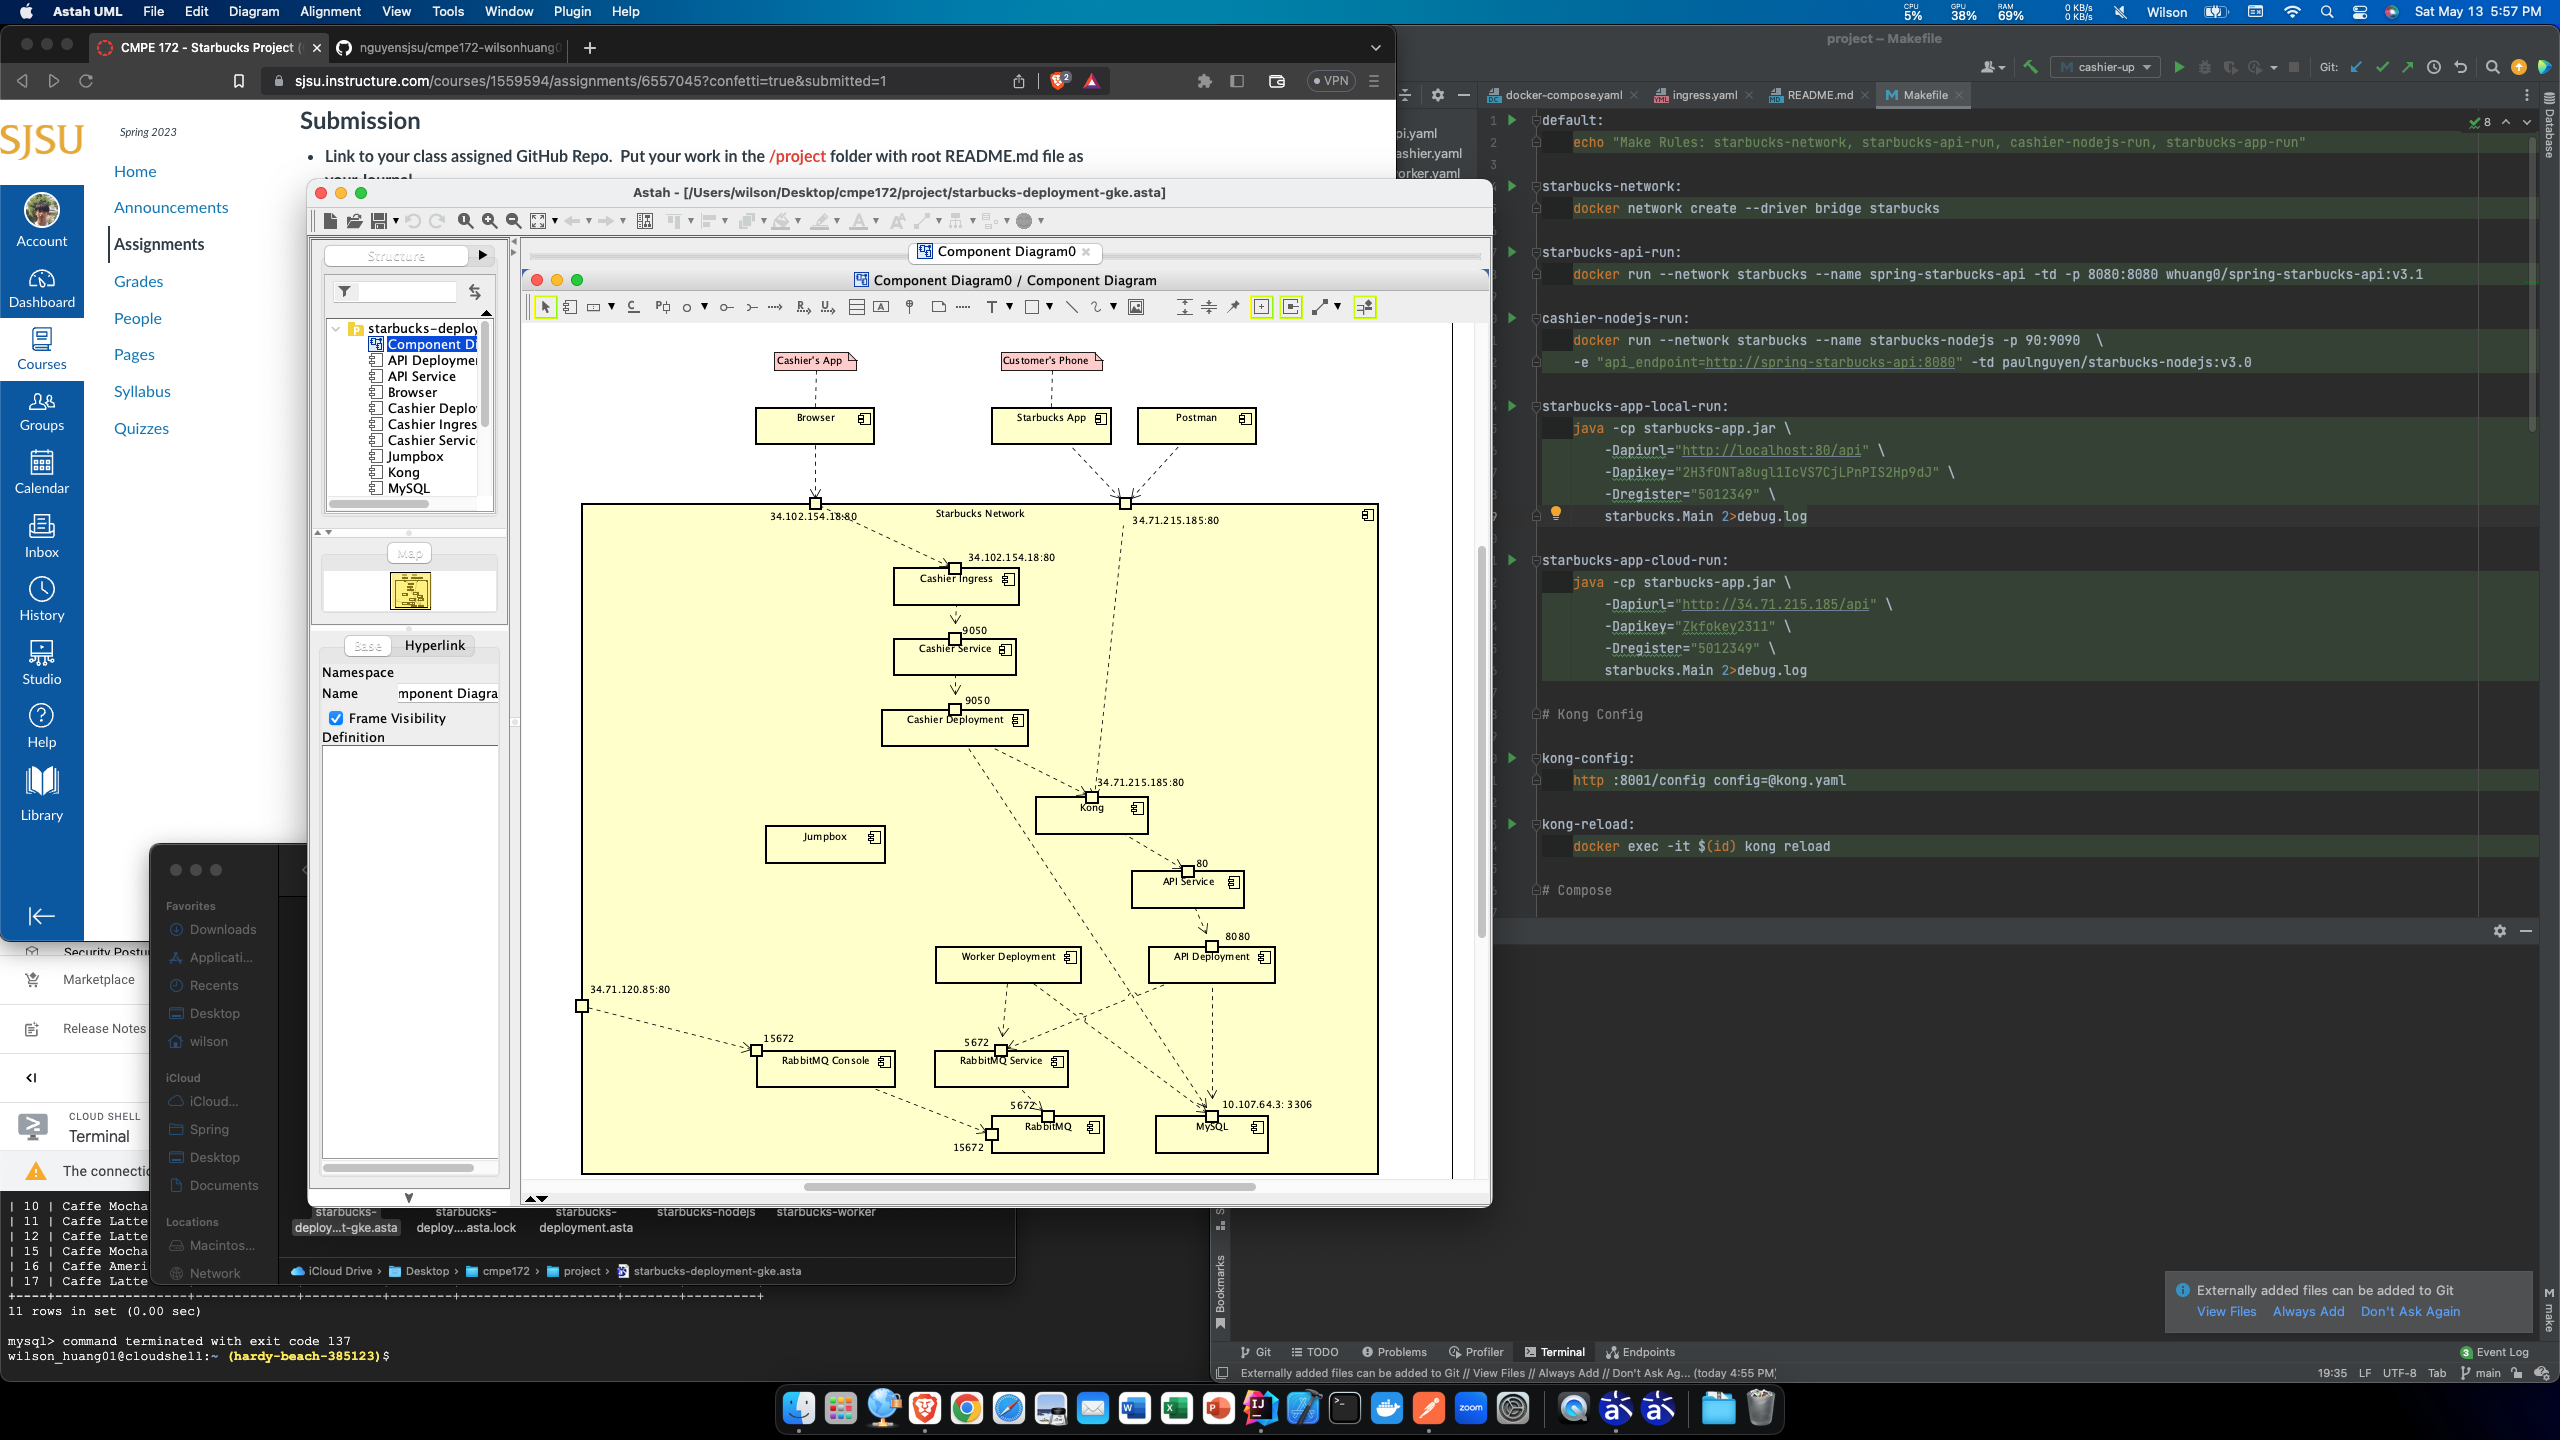 Astah UML File Edit Diagram Alignment View Tools Window Plugin Help
CPU 5% GPU 38% RAM 69% 0 KB/s 0 KB/s Wilson Sat May 13 5:57 PM
CMPE 172 - Starbucks Project (
nguyensjsu/cmpe172-wilsonhuang0
sjsu.instructure.com/courses/1559594/assignments/6557045?confetti=true&submitted=1
2
VPN
SJSU
Spring 2023
Home
Announcements
Assignments
Grades
People
Pages
Syllabus
Quizzes
Account
Dashboard
Courses
Groups
Calendar
Inbox
History
Studio
Help
Library
Submission
Link to your class assigned GitHub Repo. Put your work in the /project folder with root README.md file as
your Journal
Astah - [/Users/wilson/Desktop/cmpe172/project/starbucks-deployment-gke.asta]
Structure
starbucks-deploy
Component Di
API Deploymer
API Service
Browser
Cashier Deplo
Cashier Ingres
Cashier Servic
Jumpbox
Kong
MySQL
Map
Base Hyperlink
Namespace
Name mponent Diagra
Frame Visibility
Definition
Component Diagram0
Component Diagram0 / Component Diagram
Cashier's App
Customer's Phone
Browser
Starbucks App
Postman
34.102.154.18:80
Starbucks Network
34.71.215.185:80
34.102.154.18:80
Cashier Ingress
9050
Cashier Service
9050
Cashier Deployment
34.71.215.185:80
Kong
Jumpbox
80
API Service
8080
Worker Deployment
API Deployment
34.71.120.85:80
15672
RabbitMQ Console
5672
RabbitMQ Service
5672
RabbitMQ
15672
10.107.64.3: 3306
MySQL
project – Makefile
cashier-up
Git:
docker-compose.yaml
ingress.yaml
README.md
Makefile
pi.yaml
ashier.yaml
orker.yaml
Database
8
default:
echo "Make Rules: starbucks-network, starbucks-api-run, cashier-nodejs-run, starbucks-app-run"
starbucks-network:
docker network create --driver bridge starbucks
starbucks-api-run:
docker run --network starbucks --name spring-starbucks-api -td -p 8080:8080 whuang0/spring-starbucks-api:v3.1
cashier-nodejs-run:
docker run --network starbucks --name starbucks-nodejs -p 90:9090 \
-e "api_endpoint=http://spring-starbucks-api:8080" -td paulnguyen/starbucks-nodejs:v3.0
starbucks-app-local-run:
java -cp starbucks-app.jar \
-Dapiurl="http://localhost:80/api" \
-Dapikey="2H3fONTa8ugl1IcVS7CjLPnPIS2Hp9dJ" \
-Dregister="5012349" \
starbucks.Main 2>debug.log
starbucks-app-cloud-run:
java -cp starbucks-app.jar \
-Dapiurl="http://34.71.215.185/api" \
-Dapikey="Zkfokey2311" \
-Dregister="5012349" \
starbucks.Main 2>debug.log
# Kong Config
kong-config:
http :8001/config config=@kong.yaml
kong-reload:
docker exec -it $(id) kong reload
# Compose
Security Postu
Marketplace
Release Notes
CLOUD SHELL
Terminal
The connectio
| 10 | Caffe Mocha
| 11 | Caffe Latte
| 12 | Caffe Latte
| 15 | Caffe Mocha
| 16 | Caffe Ameri
| 17 | Caffe Latte
11 rows in set (0.00 sec)
mysql> command terminated with exit code 137
wilson_huang01@cloudshell:~ (hardy-beach-385123)$
Favorites
Downloads
Applicati...
Recents
Desktop
wilson
iCloud
iCloud...
Spring
Desktop
Documents
Locations
Macintos...
Network
starbucks-deploy...t-gke.asta
starbucks-deploy....asta.lock
starbucks-deployment.asta
starbucks-nodejs
starbucks-worker
iCloud Drive › Desktop › cmpe172 › project › starbucks-deployment-gke.asta
Bookmarks
make
Externally added files can be added to Git
View Files Always Add Don't Ask Again
Git TODO Problems Profiler Terminal Endpoints
3 Event Log
Externally added files can be added to Git // View Files // Always Add // Don't Ask Ag... (today 4:55 PM)
19:35 LF UTF-8 Tab main
zoom